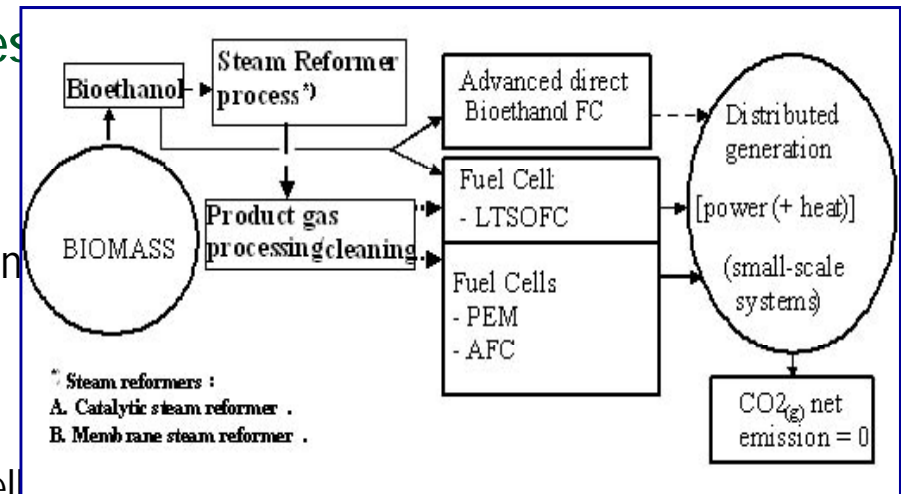 es
Bioethanol
Steam Reformer
process*)
Advanced direct
Bioethanol FC
Distributed
generation
[power (+ heat)]
(small-scale
systems)
Fuel Cell:
- LTSOFC
Product gas
processing/cleaning
BIOMASS
n
Fuel Cells
- PEM
- AFC
*) Steam reformers :
A. Catalytic steam reformer .
B. Membrane steam reformer .
CO2(g) net
emission = 0
ell